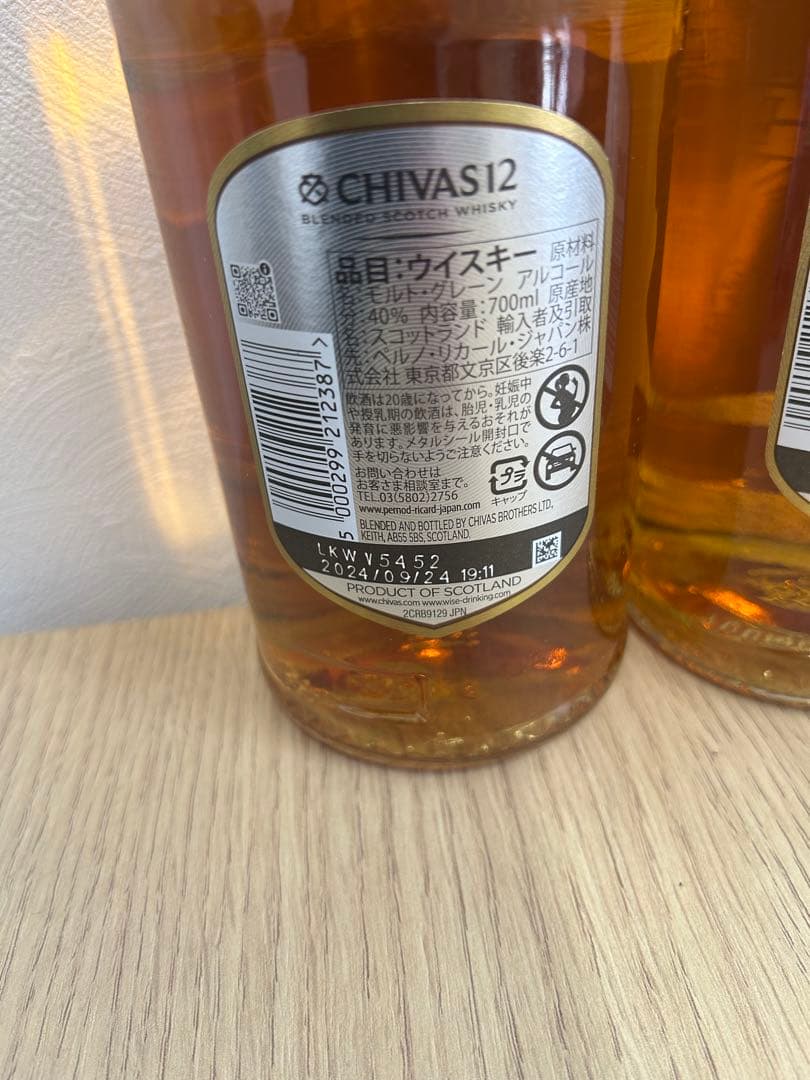 CHIVAS 12
BLENDED SCOTCH WHISKY
品目:ウイスキー 原材料
名:モルト・グレーン アルコール
分:40% 内容量:700ml 原産地
名:スコットランド 輸入者及び引取
先:ペルノ・リカール・ジャパン株
式会社 東京都文京区後楽2-6-1
飲酒は20歳になってから。妊娠中
や授乳期の飲酒は、胎児・乳児の
発育に悪影響を与えるおそれが
あります。メタルシール開封口で
手を切らないようご注意ください。
お問い合わせは
お客さま相談室まで。
TEL.03(5802)2756
www.pernod-ricard-japan.com
プラ
キャップ
5 000299 212387 >
BLENDED AND BOTTLED BY CHIVAS BROTHERS LTD.,
KEITH, AB55 5BS, SCOTLAND.
LKWV5452
2024/09/24 19:11
PRODUCT OF SCOTLAND
www.chivas.com www.wise-drinking.com
2CRB9129 JPN